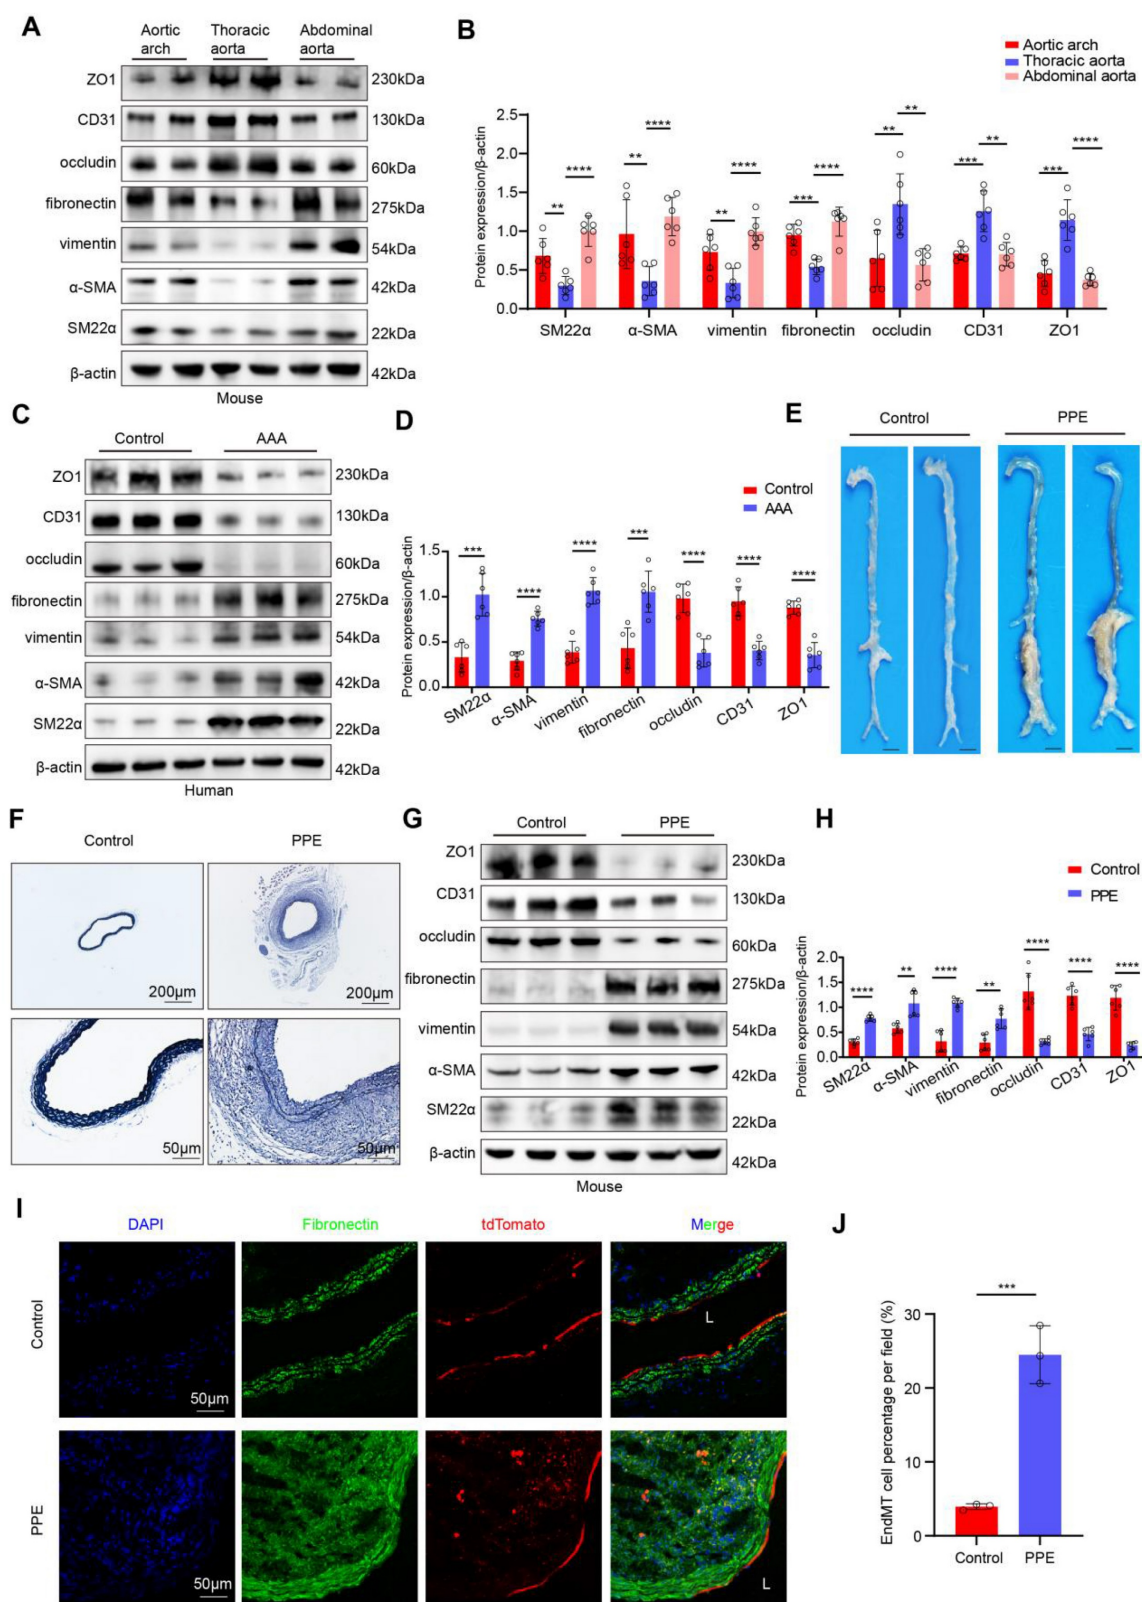 A
Aortic arch
Thoracic aorta
Abdominal aorta
ZO1 230kDa
CD31 130kDa
occludin 60kDa
fibronectin 275kDa
vimentin 54kDa
α-SMA 42kDa
SM22α 22kDa
β-actin 42kDa
Mouse
B
Aortic arch
Thoracic aorta
Abdominal aorta
Protein expression/β-actin
2.5
2.0
1.5
1.0
0.5
0.0
** ****
** ****
** ****
*** ****
** **
*** **
*** ****
SM22α α-SMA vimentin fibronectin occludin CD31 ZO1
C
Control AAA
ZO1 230kDa
CD31 130kDa
occludin 60kDa
fibronectin 275kDa
vimentin 54kDa
α-SMA 42kDa
SM22α 22kDa
β-actin 42kDa
Human
D
Control
AAA
Protein expression/β-actin
1.5
1.0
0.5
0.0
*** **** **** *** **** **** ****
SM22α α-SMA vimentin fibronectin occludin CD31 ZO1
E
Control PPE
F
Control PPE
200μm 200μm
50μm 50μm
G
Control PPE
ZO1 230kDa
CD31 130kDa
occludin 60kDa
fibronectin 275kDa
vimentin 54kDa
α-SMA 42kDa
SM22α 22kDa
β-actin 42kDa
Mouse
H
Control
PPE
Protein expression/β-actin
2.0
1.5
1.0
0.5
0.0
**** ** **** ** **** **** ****
SM22α α-SMA vimentin fibronectin occludin CD31 ZO1
I
DAPI Fibronectin tdTomato Merge
Control
50μm
L
PPE
50μm
L
J
***
EndMT cell percentage per field (%)
30
20
10
0
Control PPE